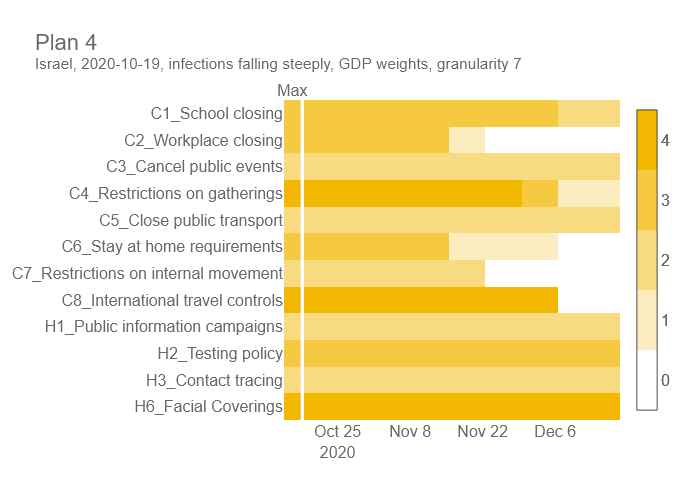 Plan 4
Israel, 2020-10-19, infections falling steeply, GDP weights, granularity 7
Max
C1_School closing
C2_Workplace closing
C3_Cancel public events
C4_Restrictions on gatherings
C5_Close public transport
C6_Stay at home requirements
C7_Restrictions on internal movement
C8_International travel controls
H1_Public information campaigns
H2_Testing policy
H3_Contact tracing
H6_Facial Coverings
Oct 25 Nov 8 Nov 22 Dec 6
2020
4
3
2
1
0